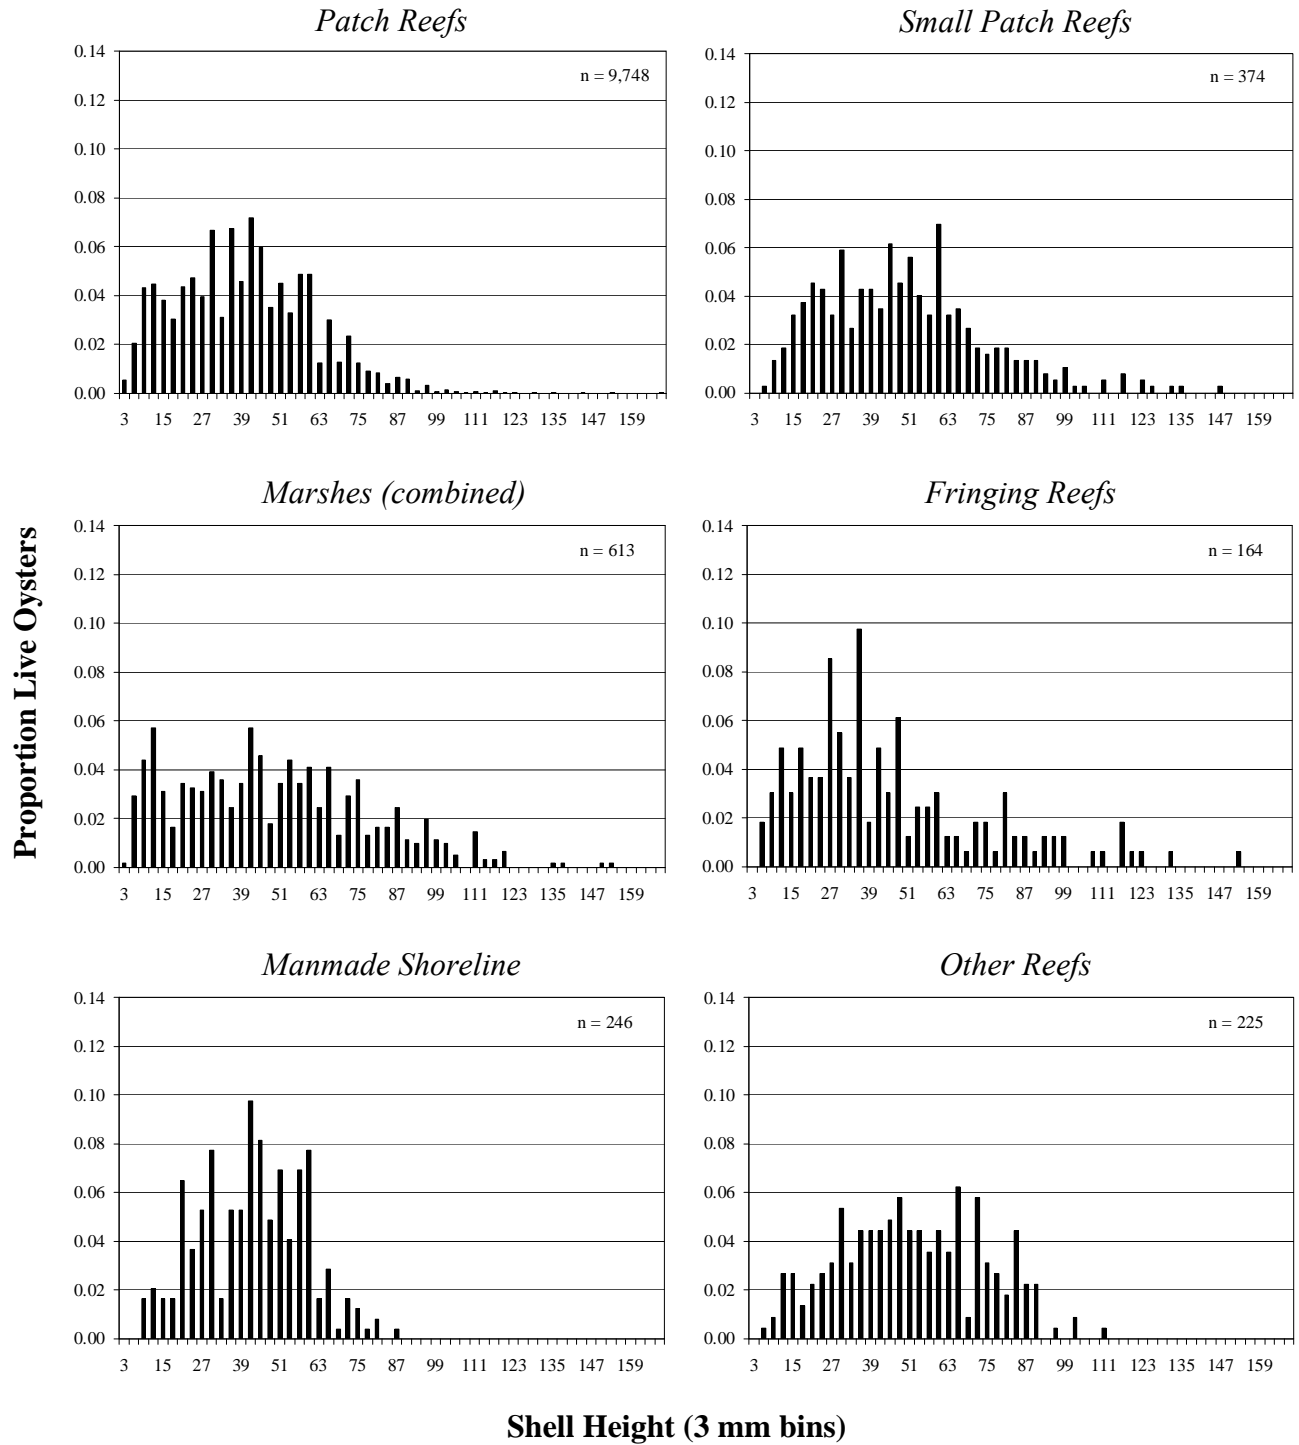 Patch Reefs
n = 9,748
0.14
0.12
0.10
0.08
0.06
0.04
0.02
0.00
3 15 27 39 51 63 75 87 99 111 123 135 147 159
Small Patch Reefs
n = 374
0.14
0.12
0.10
0.08
0.06
0.04
0.02
0.00
3 15 27 39 51 63 75 87 99 111 123 135 147 159
Proportion Live Oysters
Marshes (combined)
n = 613
0.14
0.12
0.10
0.08
0.06
0.04
0.02
0.00
3 15 27 39 51 63 75 87 99 111 123 135 147 159
Fringing Reefs
n = 164
0.14
0.12
0.10
0.08
0.06
0.04
0.02
0.00
3 15 27 39 51 63 75 87 99 111 123 135 147 159
Manmade Shoreline
n = 246
0.14
0.12
0.10
0.08
0.06
0.04
0.02
0.00
3 15 27 39 51 63 75 87 99 111 123 135 147 159
Other Reefs
n = 225
0.14
0.12
0.10
0.08
0.06
0.04
0.02
0.00
3 15 27 39 51 63 75 87 99 111 123 135 147 159
Shell Height (3 mm bins)